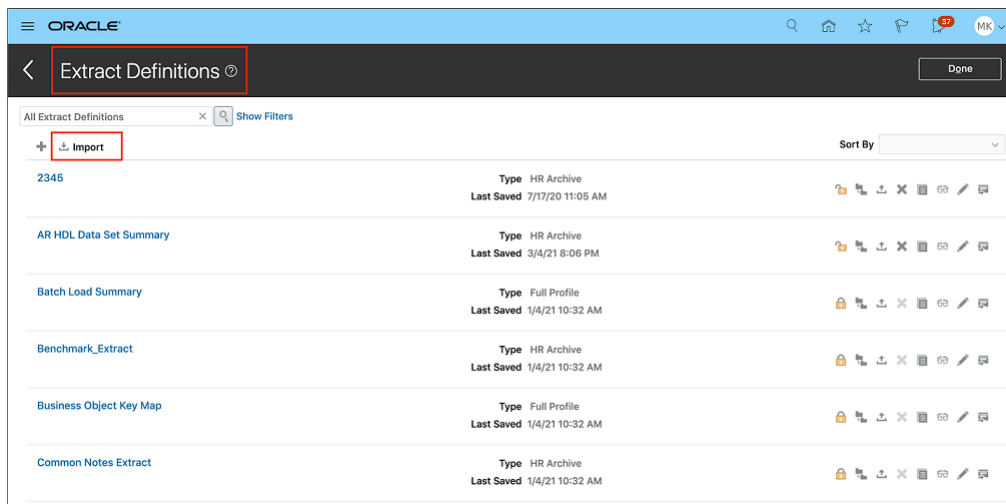 ORACLE
37
MK
Extract Definitions
Done
All Extract Definitions
Show Filters
Import
Sort By
2345
Type HR Archive
Last Saved 7/17/20 11:05 AM
AR HDL Data Set Summary
Type HR Archive
Last Saved 3/4/21 8:06 PM
Batch Load Summary
Type Full Profile
Last Saved 1/4/21 10:32 AM
Benchmark_Extract
Type HR Archive
Last Saved 1/4/21 10:32 AM
Business Object Key Map
Type Full Profile
Last Saved 1/4/21 10:32 AM
Common Notes Extract
Type HR Archive
Last Saved 1/4/21 10:32 AM